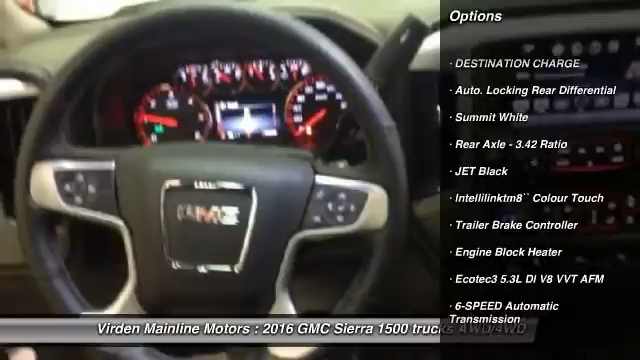 Options
· DESTINATION CHARGE
· Auto. Locking Rear Differential
· Summit White
· Rear Axle - 3.42 Ratio
· JET Black
· Intellilinktm8`` Colour Touch
· Trailer Brake Controller
· Engine Block Heater
· Ecotec3 5.3L DI V8 VVT AFM
· 6-SPEED Automatic
Transmission
GMC
Virden Mainline Motors : 2016 GMC Sierra 1500 trucks AWD/4WD